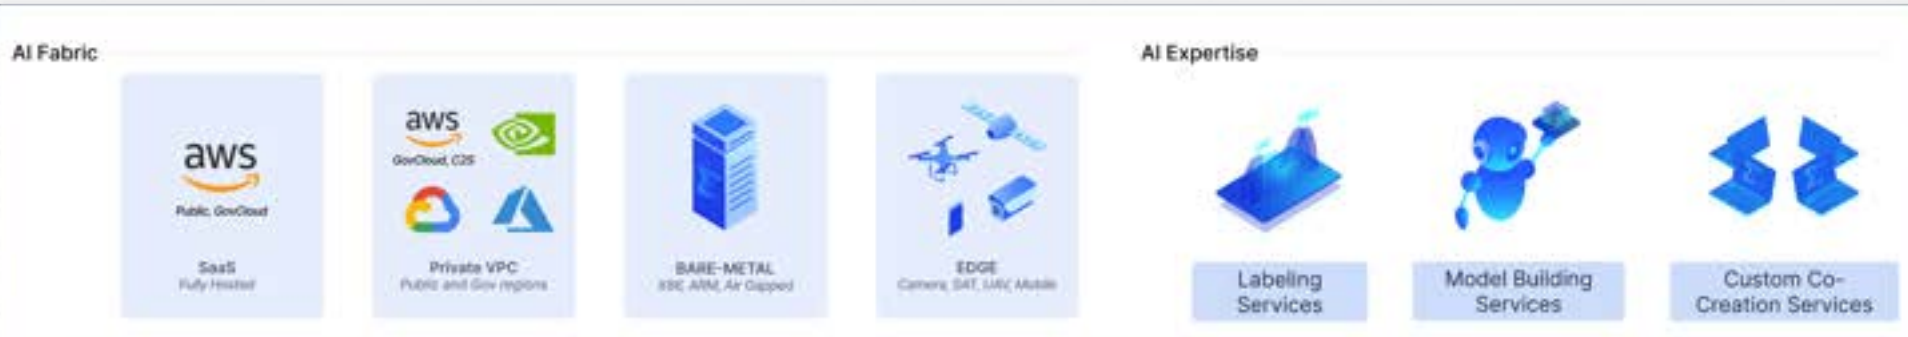 AI Fabric
aws
Public, GovCloud
SaaS
Fully Hosted
aws
GovCloud, C2S
Private VPC
Public and Gov regions
BARE-METAL
X86, ARM, Air Gapped
EDGE
Camera, SAT, UAV, Mobile
AI Expertise
Labeling
Services
Model Building
Services
Custom Co-
Creation Services